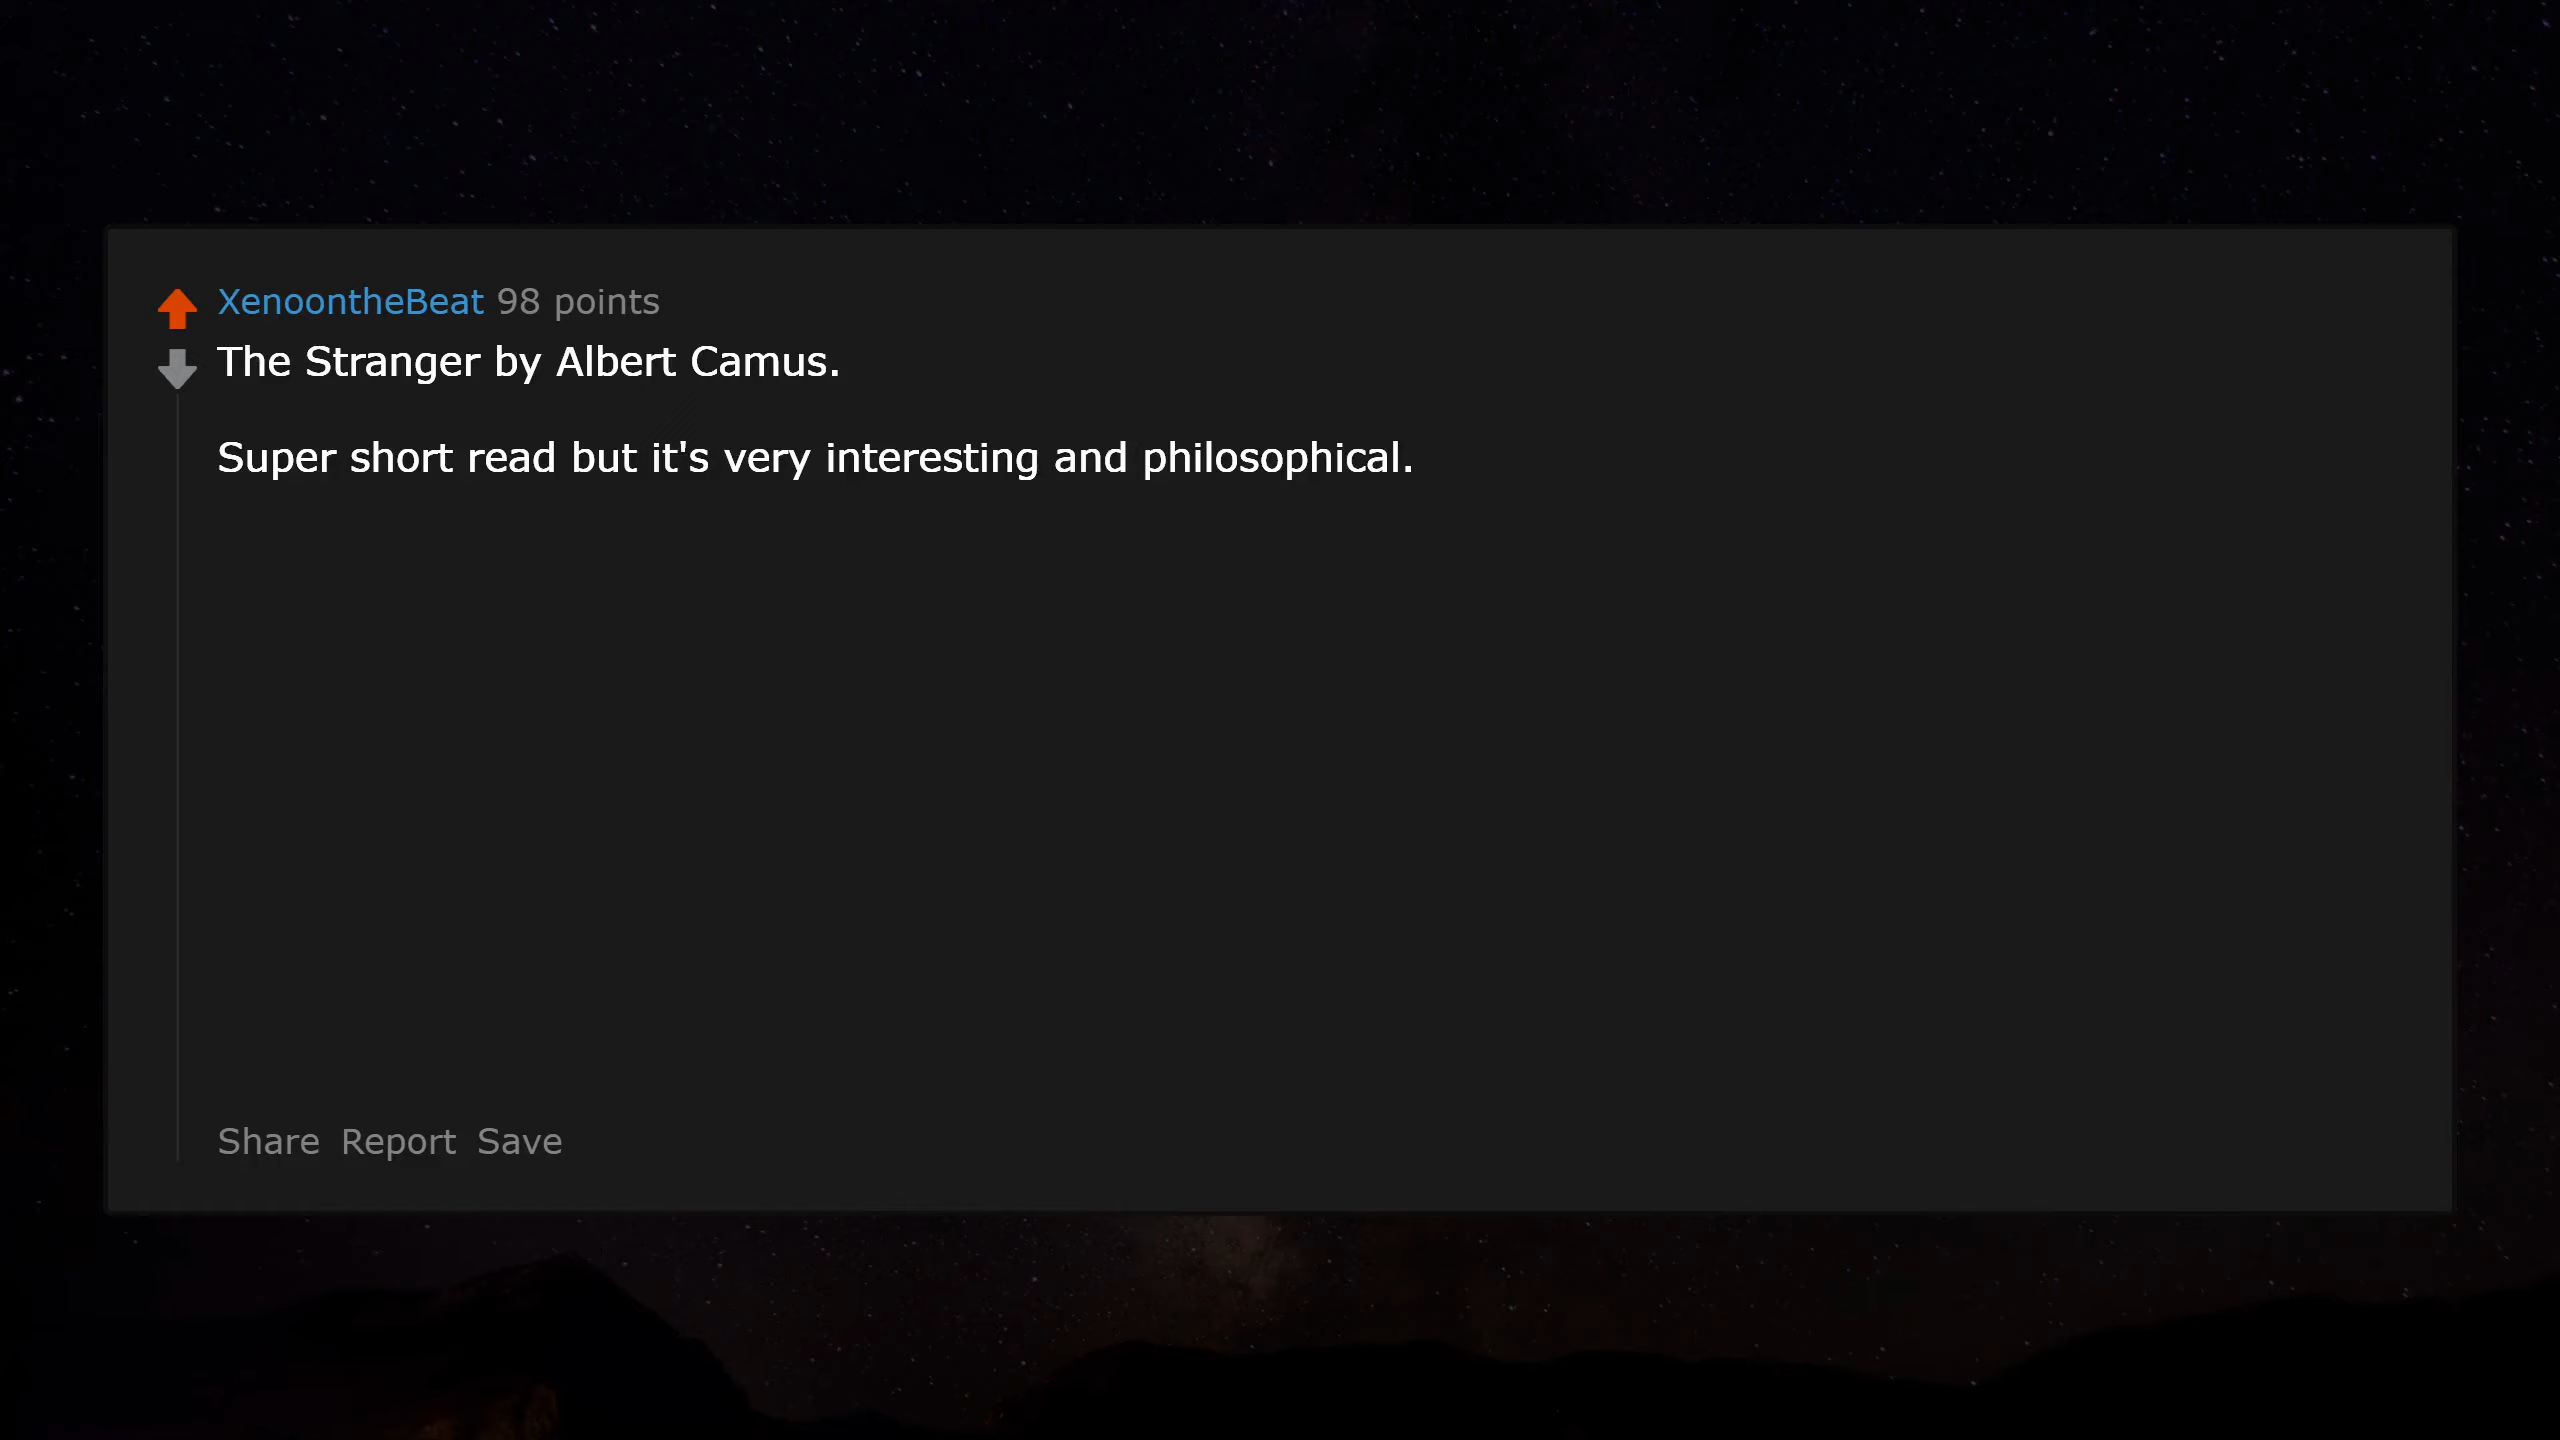 XenoontheBeat 98 points
The Stranger by Albert Camus.
Super short read but it's very interesting and philosophical.
Share Report Save